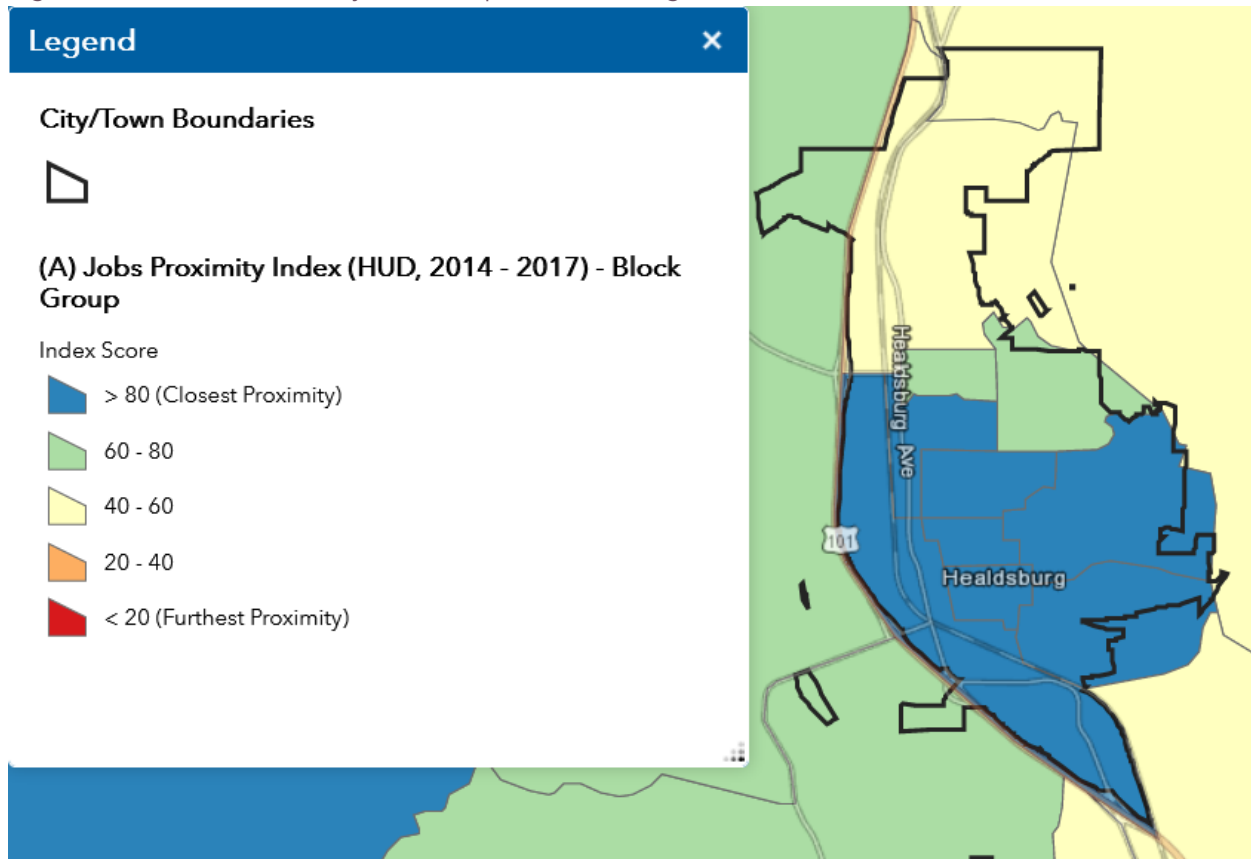 Legend
City/Town Boundaries
(A) Jobs Proximity Index (HUD, 2014 - 2017) - Block
Group
Index Score
> 80 (Closest Proximity)
60 - 80
40 - 60
20 - 40
< 20 (Furthest Proximity)
Healdsburg Ave
101
Healdsburg